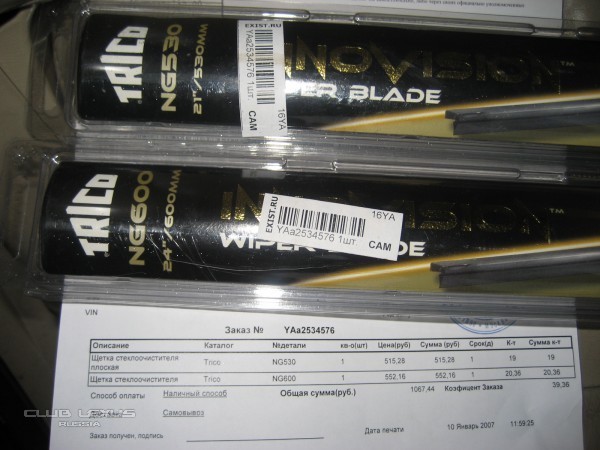 TRICO
NG530
21"/530MM
EXIST.RU
YAa2534576 1шт.
16YA
CAM
INNOVISION™
WIPER BLADE
TRICO
NG600
24"/600MM
EXIST.RU
YAa2534576 1шт
16YA
CAM
INNOVISION™
WIPER BLADE
VIN
Заказ № YAa2534576
Описание Каталог №детали кв-о(шт) Цена(руб) Сумма (руб) Срок(д) К-т Сумма в-т
Щетка стеклоочистителя плоская Trico NG530 1 515,28 515,28 1 19 19
Щетка стеклоочистителя Trico NG600 1 552,16 552,16 1 20,36 20,36
Способ оплаты Наличный способ Общая сумма(руб.) 1067,44 Коэфицент Заказа 39,36
Самовывоз
Заказ получен, подпись
Дата печати 10 Январь 2007 11:59:25
CLUB LEXUS
RUSSIA